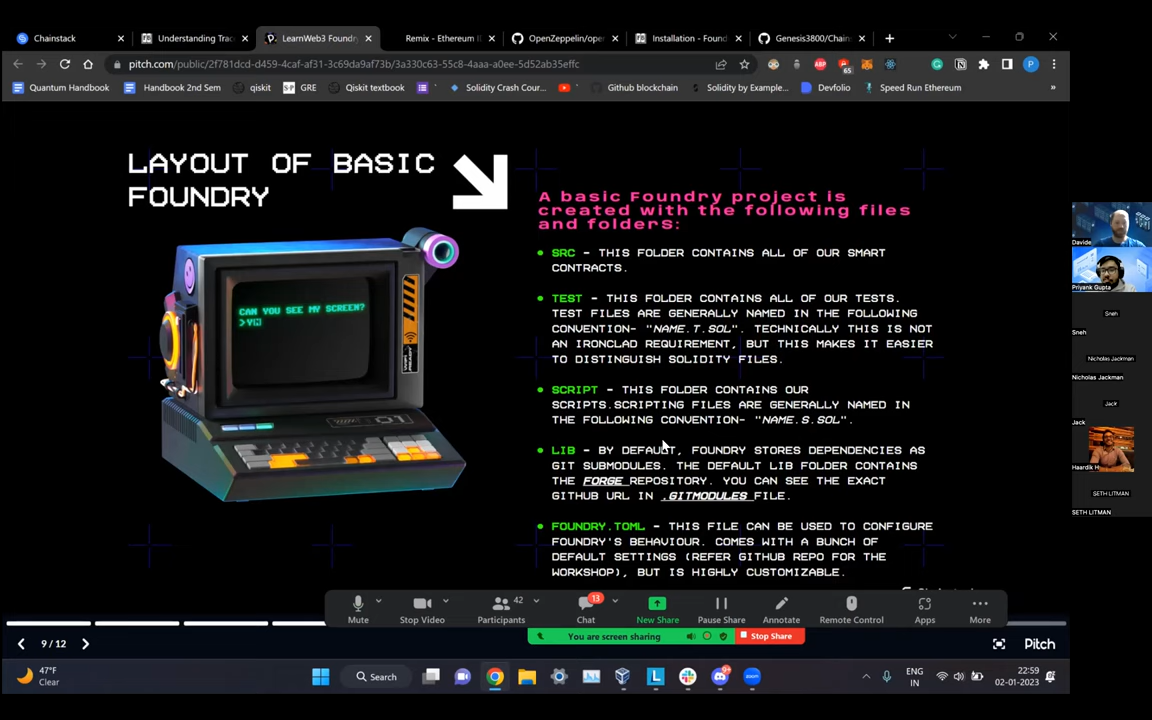 Chainstack
Understanding Trac
LearnWeb3 Foundr
Remix - Ethereum I
OpenZeppelin/ope
Installation - Found
Genesis3800/Chain
pitch.com/public/2f781dcd-d459-4caf-af31-3c69da9af73b/3a330c63-55c8-4aaa-a0ee-5d52ab35effc
65
P
Quantum Handbook
Handbook 2nd Sem
qiskit
S-P
GRE
Qiskit textbook
Solidity Crash Cour...
Github blockchain
Solidity by Example...
Devfolio
Speed Run Ethereum
»
LAYOUT OF BASIC
FOUNDRY
CAN YOU SEE MY SCREEN?
A basic Foundry project is
created with the following files
and folders:
SRC - THIS FOLDER CONTAINS ALL OF OUR SMART
CONTRACTS.
TEST - THIS FOLDER CONTAINS ALL OF OUR TESTS.
TEST FILES ARE GENERALLY NAMED IN THE FOLLOWING
CONVENTION- "NAME.T.SOL". TECHNICALLY THIS IS NOT
AN IRONCLAD REQUIREMENT, BUT THIS MAKES IT EASIER
TO DISTINGUISH SOLIDITY FILES.
SCRIPT - THIS FOLDER CONTAINS OUR
SCRIPTS.SCRIPTING FILES ARE GENERALLY NAMED IN
THE FOLLOWING CONVENTION- "NAME.S.SOL".
LIB - BY DEFAULT, FOUNDRY STORES DEPENDENCIES AS
GIT SUBMODULES. THE DEFAULT LIB FOLDER CONTAINS
THE FORGE REPOSITORY. YOU CAN SEE THE EXACT
GITHUB URL IN .GITMODULES FILE.
FOUNDRY.TOML - THIS FILE CAN BE USED TO CONFIGURE
FOUNDRY'S BEHAVIOUR. COMES WITH A BUNCH OF
DEFAULT SETTINGS (REFER GITHUB REPO FOR THE
WORKSHOP), BUT IS HIGHLY CUSTOMIZABLE.
Davide
Priyank Gupta
Sneh
Sneh
Nicholas Jackman
Nicholas Jackman
Jack
Jack
Haardik H
SETH LITMAN
SETH LITMAN
42
13
Mute
Stop Video
Participants
Chat
New Share
Pause Share
Annotate
Remote Control
Apps
More
You are screen sharing
Stop Share
9 / 12
Pitch
47°F
Clear
Search
L
zoom
ENG
IN
22:59
02-01-2023